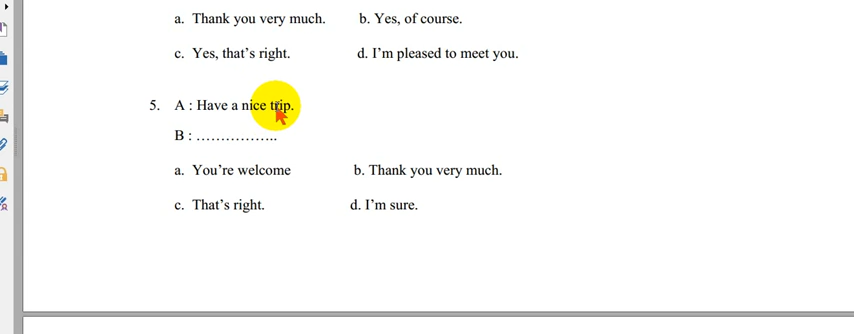 a. Thank you very much. b. Yes, of course.
c. Yes, that’s right. d. I’m pleased to meet you.
5. A : Have a nice trip.
B : ……………..
a. You’re welcome b. Thank you very much.
c. That’s right. d. I’m sure.